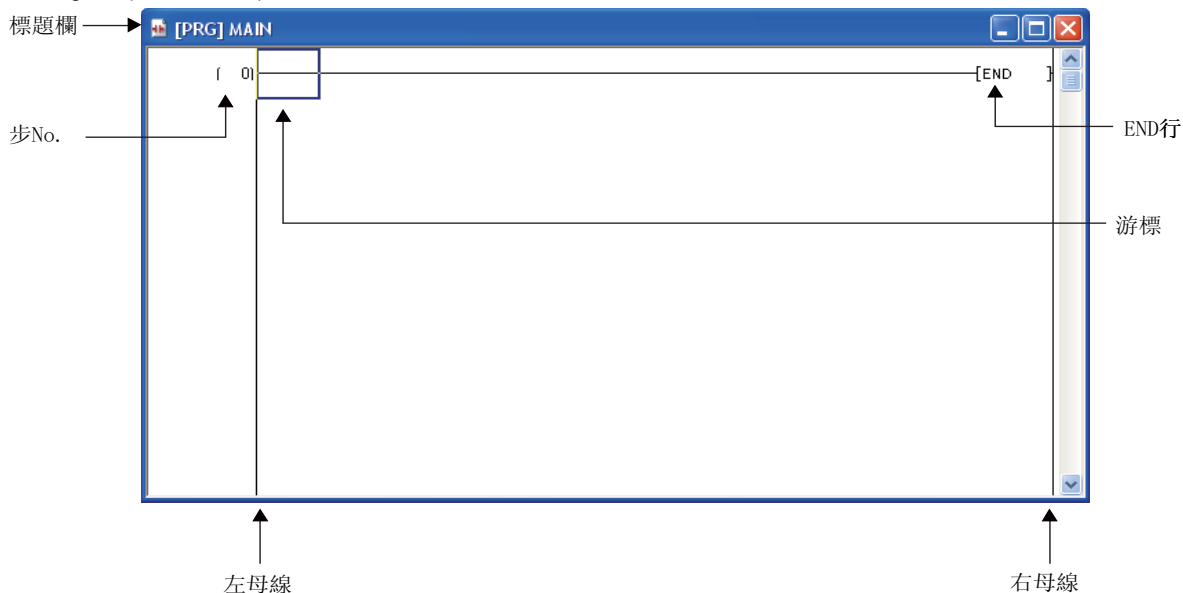 標題欄
[PRG] MAIN
( 0)
[END ]
步No.
END行
游標
左母線
右母線